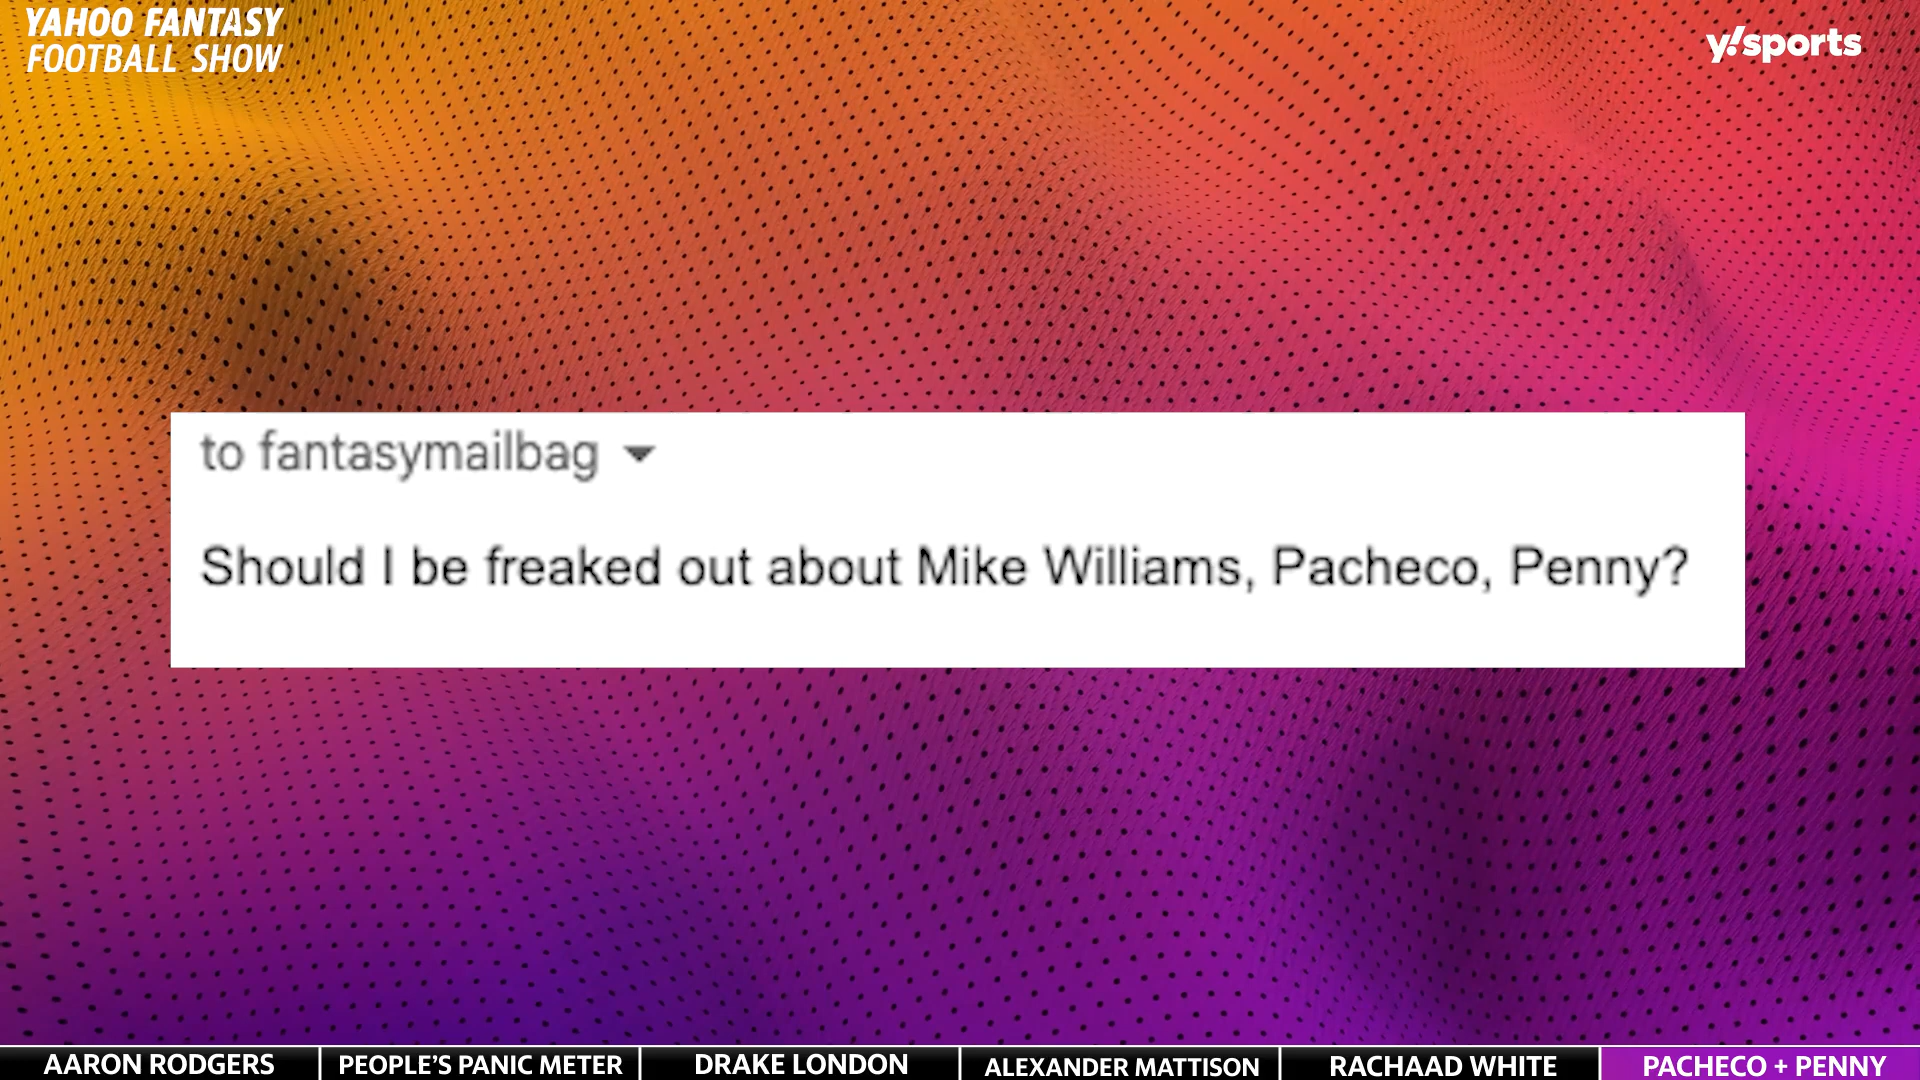 YAHOO FANTASY
FOOTBALL SHOW
y!sports
to fantasymailbag
Should I be freaked out about Mike Williams, Pacheco, Penny?
AARON RODGERS
PEOPLE'S PANIC METER
DRAKE LONDON
ALEXANDER MATTISON
RACHAAD WHITE
PACHECO + PENNY